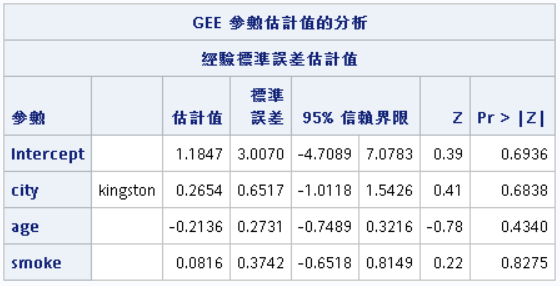 GEE 參數估計值的分析
經驗標準誤差估計值
參數 估計值 標準誤差 95% 信賴界限 Z Pr > |Z|
Intercept 1.1847 3.0070 -4.7089 7.0783 0.39 0.6936
city kingston 0.2654 0.6517 -1.0118 1.5426 0.41 0.6838
age -0.2136 0.2731 -0.7489 0.3216 -0.78 0.4340
smoke 0.0816 0.3742 -0.6518 0.8149 0.22 0.8275